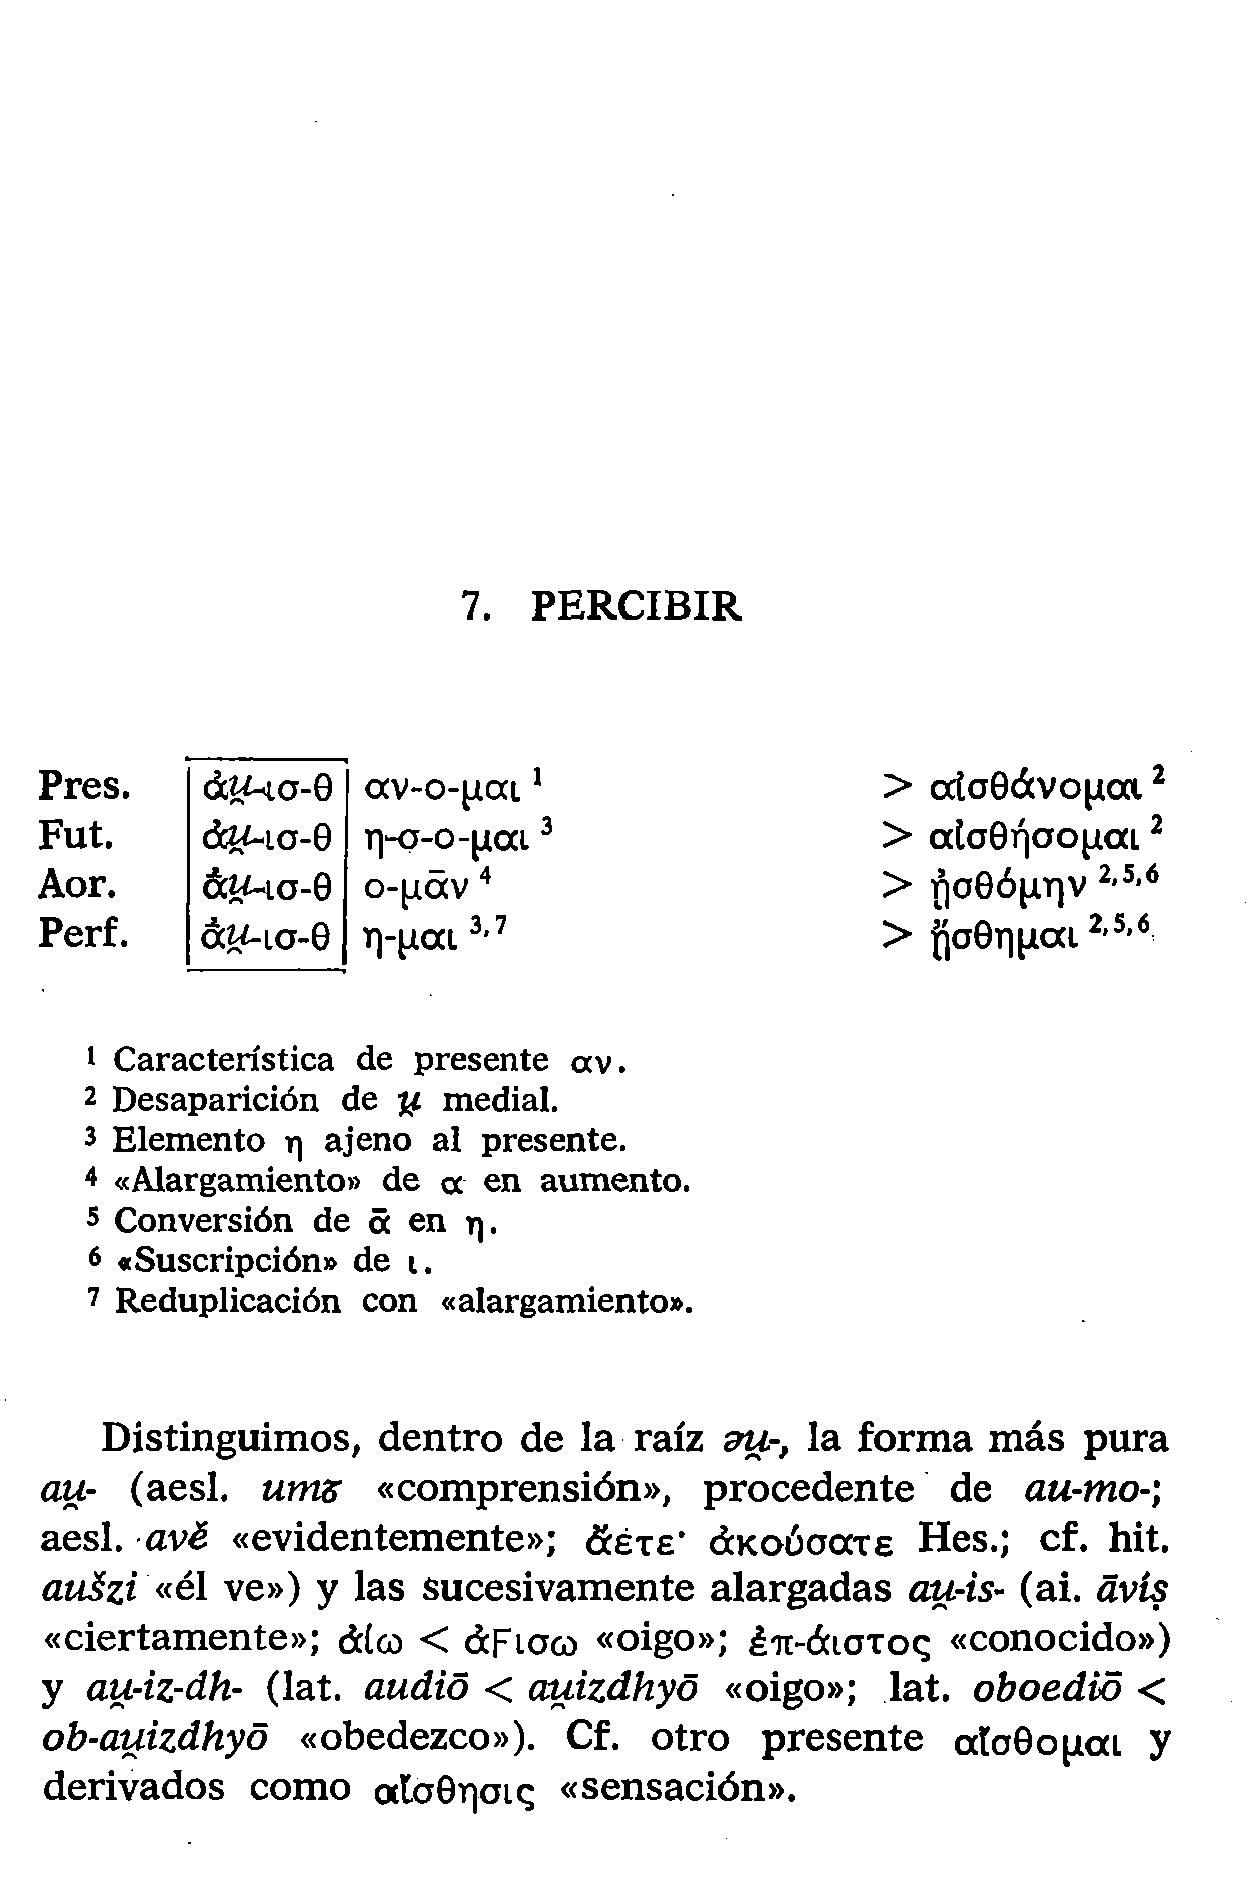 7. PERCIBIR
Pres. ἀu̯-ισ-θ αν-ο-μαι ¹ > αἰσθάνομαι ²
Fut. ἀu̯-ισ-θ η-σ-ο-μαι ³ > αἰσθήσομαι ²
Aor. ἀ̄u̯-ισ-θ ο-μᾱν ⁴ > ᾐσθόμην ²,⁵,⁶
Perf. ἀ̄u̯-ισ-θ η-μαι ³,⁷ > ᾔσθημαι ²,⁵,⁶
¹ Característica de presente αν.
² Desaparición de u̯ medial.
³ Elemento η ajeno al presente.
⁴ «Alargamiento» de α en aumento.
⁵ Conversión de ᾱ en η.
⁶ «Suscripción» de ι.
⁷ Reduplicación con «alargamiento».
Distinguimos, dentro de la raíz əu̯-, la forma más pura
au̯- (aesl. umъ «comprensión», procedente de au-mo-;
aesl. avě «evidentemente»; ἄετε· ἀκούσατε Hes.; cf. hit.
aušzi «él ve») y las sucesivamente alargadas au̯-is- (ai. āvíṣ
«ciertamente»; ἀίω < ἀϝισω «oigo»; ἐπ-άιστος «conocido»)
y au̯-iz-dh- (lat. audiō < au̯izdhyō «oigo»; lat. oboediō <
ob-au̯izdhyō «obedezco»). Cf. otro presente αἴσθομαι y
derivados como αἴσθησις «sensación».